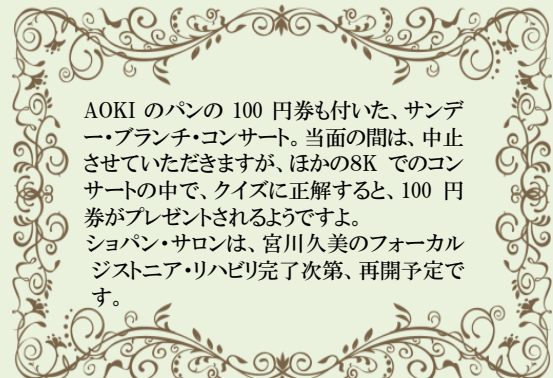 AOKI のパンの 100 円券も付いた、サンデ
ー・ブランチ・コンサート。当面の間は、中止
させていただきますが、ほかの8K でのコン
サートの中で、クイズに正解すると、100 円
券がプレゼントされるようですよ。
ショパン・サロンは、宮川久美のフォーカル
ジストニア・リハビリ完了次第、再開予定で
す。